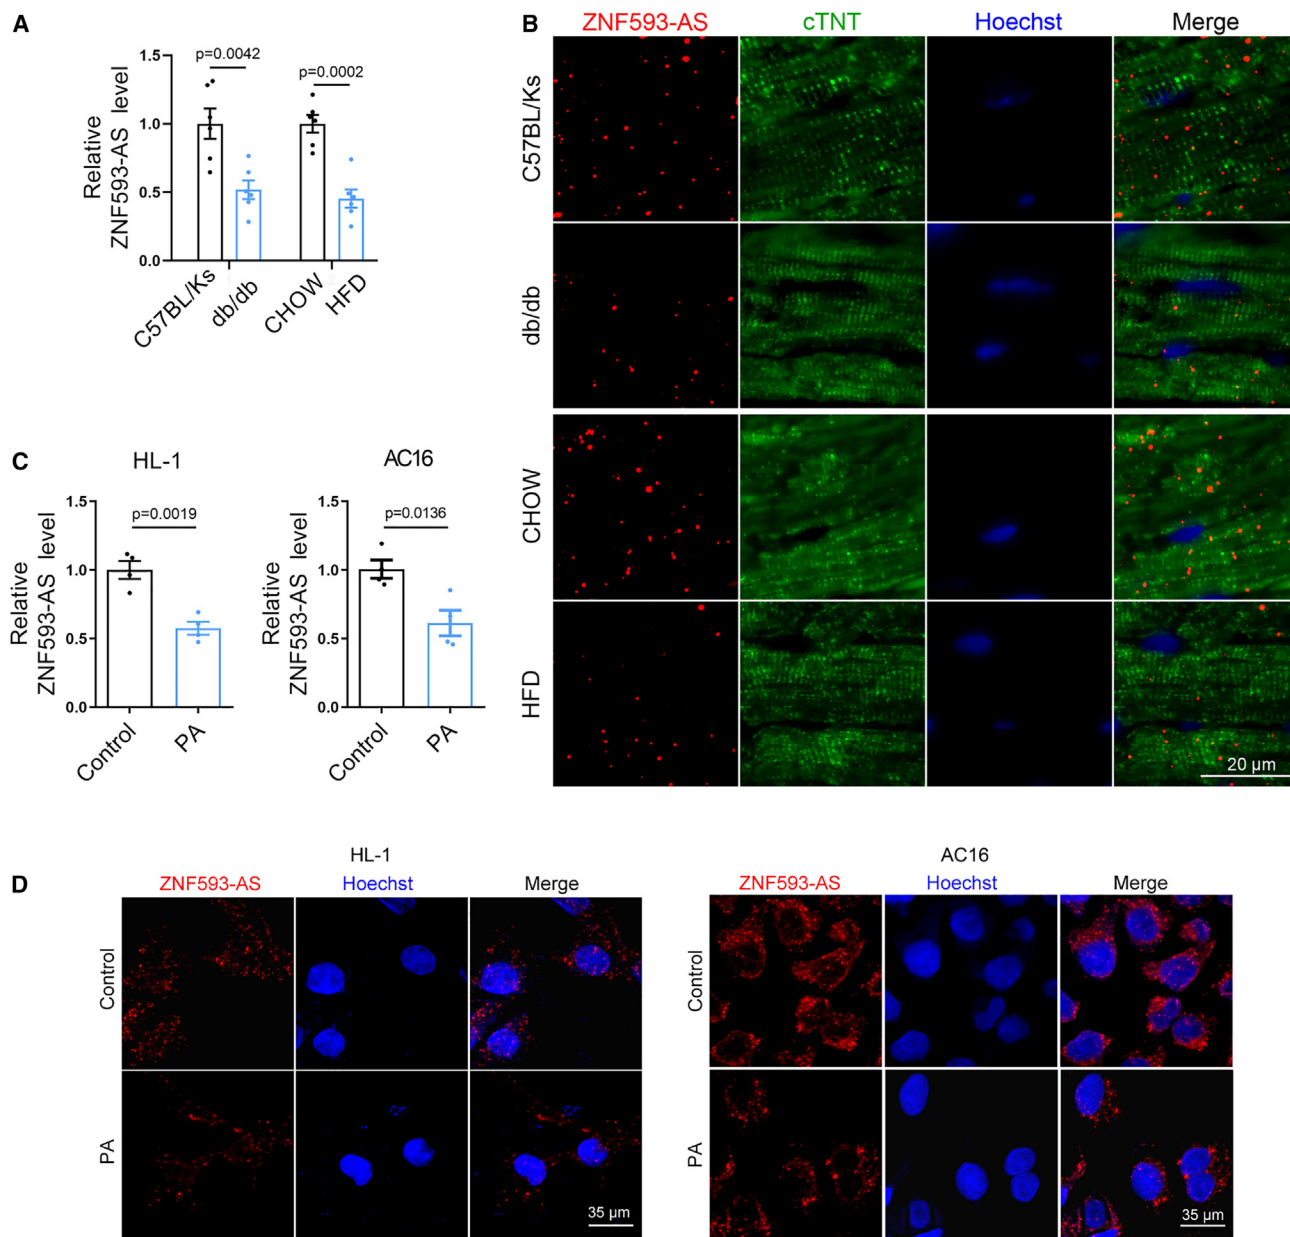 A
Relative
ZNF593-AS level
1.5
1.0
0.5
0.0
p=0.0042
p=0.0002
C57BL/Ks
db/db
CHOW
HFD
B
ZNF593-AS
cTNT
Hoechst
Merge
C57BL/Ks
db/db
CHOW
HFD
20 µm
C
HL-1
Relative
ZNF593-AS level
1.5
1.0
0.5
0.0
p=0.0019
Control
PA
AC16
Relative
ZNF593-AS level
1.5
1.0
0.5
0.0
p=0.0136
Control
PA
D
HL-1
ZNF593-AS
Hoechst
Merge
Control
PA
35 µm
AC16
ZNF593-AS
Hoechst
Merge
Control
PA
35 µm